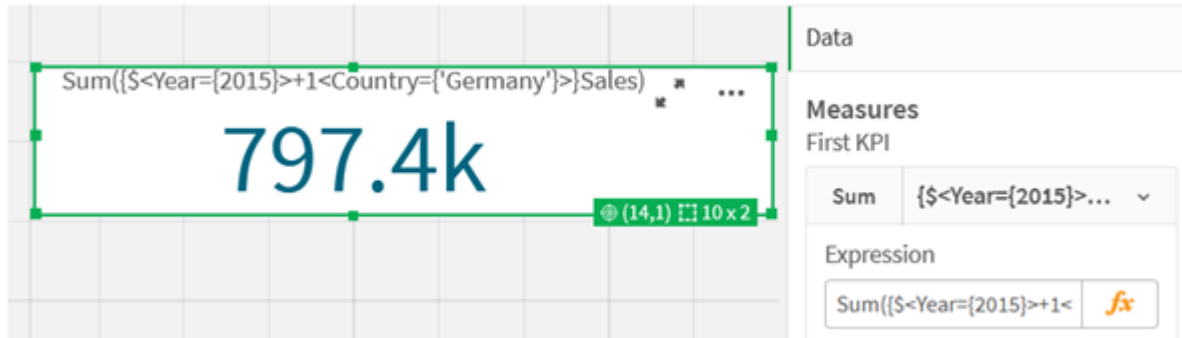 Sum({$<Year={2015}>+1<Country={'Germany'}>}Sales)
797.4k
(14,1) 10 x 2
Data
Measures
First KPI
Sum {$<Year={2015}>...
Expression
Sum({$<Year={2015}>+1< fx